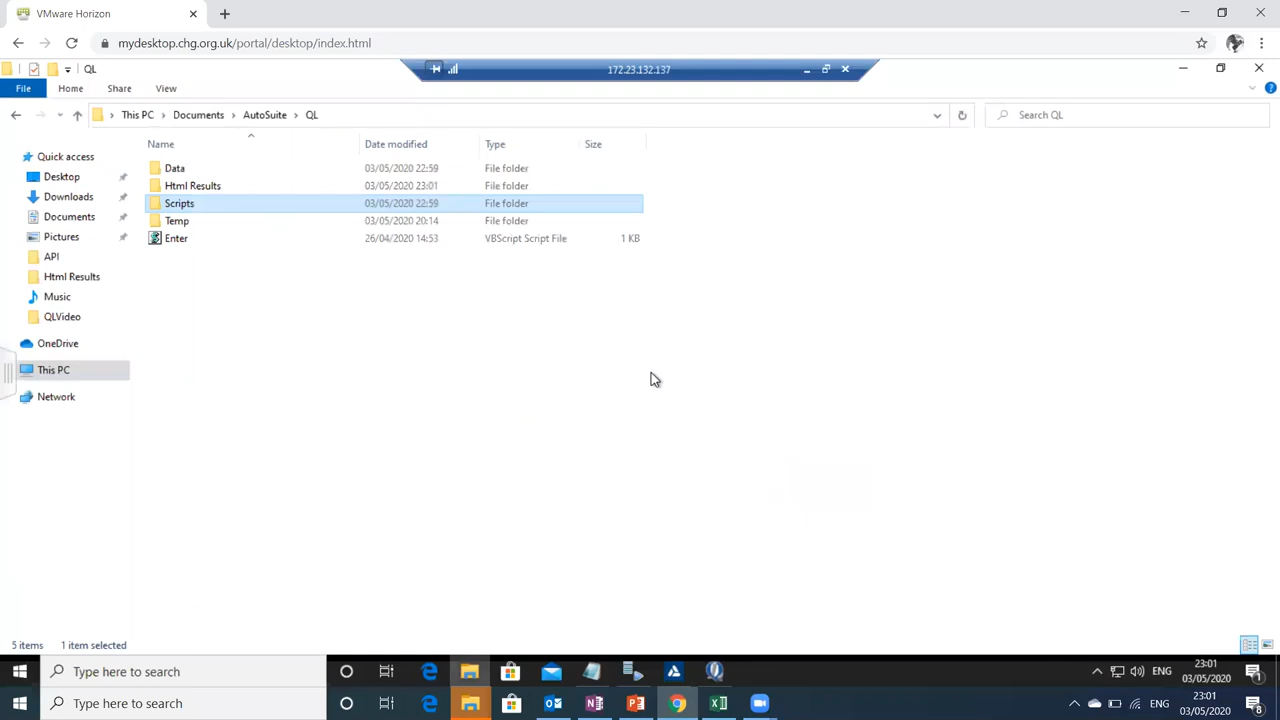 VMware Horizon
mydesktop.chg.org.uk/portal/desktop/index.html
QL
172.23.132.137
File Home Share View
This PC Documents AutoSuite QL
Search QL
Name Date modified Type Size
Quick access
Desktop
Downloads
Documents
Pictures
API
Html Results
Music
QLVideo
OneDrive
This PC
Network
Data 03/05/2020 22:59 File folder
Html Results 03/05/2020 23:01 File folder
Scripts 03/05/2020 22:59 File folder
Temp 03/05/2020 20:14 File folder
Enter 26/04/2020 14:53 VBScript Script File 1 KB
5 items 1 item selected
Type here to search
ENG
23:01
03/05/2020
1
Type here to search
ENG
23:01
03/05/2020
8